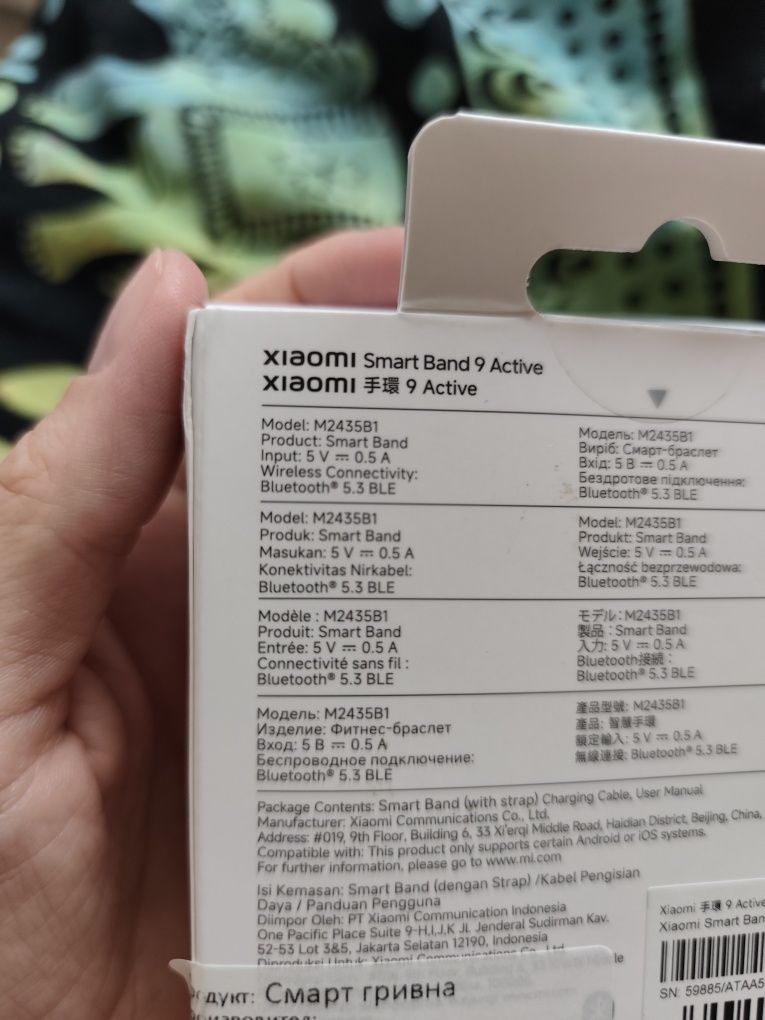 xiaomi Smart Band 9 Active
xiaomi 手環 9 Active
Model: M2435B1
Product: Smart Band
Input: 5 V ⎓ 0.5 A
Wireless Connectivity:
Bluetooth® 5.3 BLE
Модель: M2435B1
Виріб: Смарт-браслет
Вхід: 5 В ⎓ 0.5 A
Бездротове підключення:
Bluetooth® 5.3 BLE
Model: M2435B1
Produk: Smart Band
Masukan: 5 V ⎓ 0.5 A
Konektivitas Nirkabel:
Bluetooth® 5.3 BLE
Model: M2435B1
Produkt: Smart Band
Wejście: 5 V ⎓ 0.5 A
Łączność bezprzewodowa:
Bluetooth® 5.3 BLE
Modèle : M2435B1
Produit: Smart Band
Entrée: 5 V ⎓ 0.5 A
Connectivité sans fil :
Bluetooth® 5.3 BLE
モデル：M2435B1
製品：Smart Band
入力: 5 V ⎓ 0.5 A
Bluetooth接続：
Bluetooth® 5.3 BLE
Модель: M2435B1
Изделие: Фитнес-браслет
Вход: 5 В ⎓ 0.5 A
Беспроводное подключение:
Bluetooth® 5.3 BLE
產品型號: M2435B1
產品: 智慧手環
額定輸入: 5 V ⎓ 0.5 A
無線連接: Bluetooth® 5.3 BLE
Package Contents: Smart Band (with strap) Charging Cable, User Manual
Manufacturer: Xiaomi Communications Co., Ltd.
Address: #019, 9th Floor, Building 6, 33 Xi'erqi Middle Road, Haidian District, Beijing, China,
Compatible with: This product only supports certain Android or iOS systems.
For further information, please go to www.mi.com
Isi Kemasan: Smart Band (dengan Strap) /Kabel Pengisian
Daya / Panduan Pengguna
Diimpor Oleh: PT Xiaomi Communication Indonesia
One Pacific Place Suite 9-H,I,J,K Jl. Jenderal Sudirman Kav.
52-53 Lot 3&5, Jakarta Selatan 12190, Indonesia
Diproduksi Untuk: Xiaomi Communications Co., Ltd.
Xiaomi 手環 9 Active
Xiaomi Smart Ban
SN: 59885/ATAA5
дукт: Смарт гривна